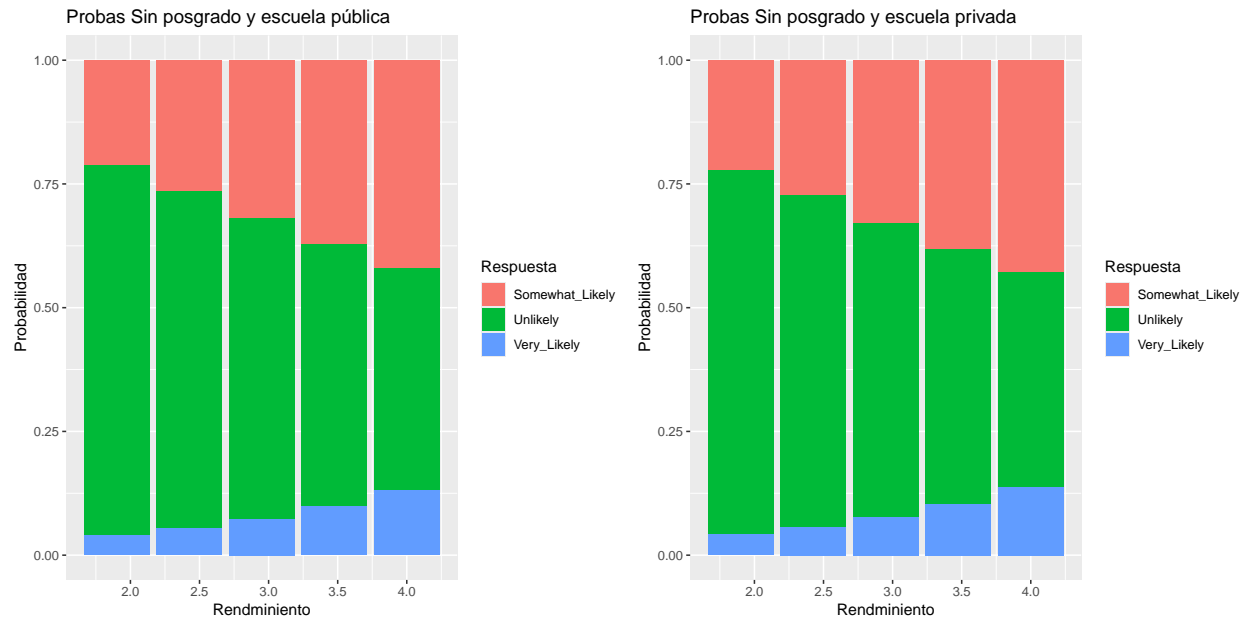 Probas Sin posgrado y escuela pública
1.00
0.75
0.50
0.25
0.00
Probabilidad
2.0 2.5 3.0 3.5 4.0
Rendminiento
Respuesta
Somewhat_Likely
Unlikely
Very_Likely
Probas Sin posgrado y escuela privada
1.00
0.75
0.50
0.25
0.00
Probabilidad
2.0 2.5 3.0 3.5 4.0
Rendminiento
Respuesta
Somewhat_Likely
Unlikely
Very_Likely